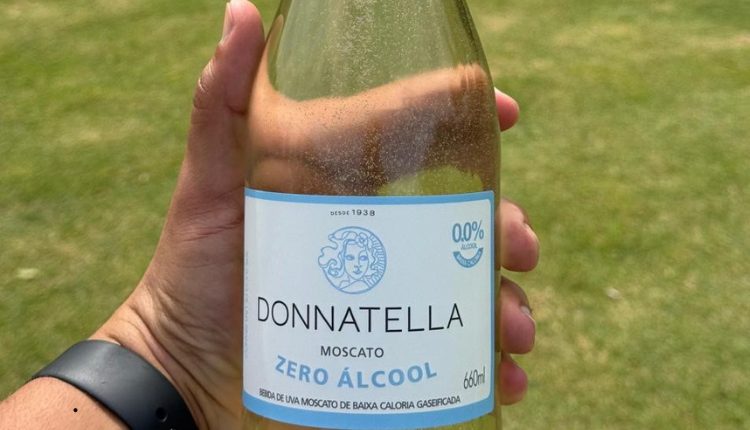 DESDE 1938
0.0%
ÁLCOOL
DONNATELLA
MOSCATO
ZERO ÁLCOOL
660ml
BEBIDA DE UVA MOSCATO DE BAIXA CALORIA GASEIFICADA